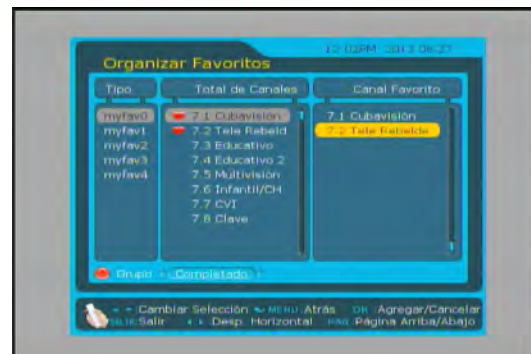 12:02PM 2013-06-27
Organizar Favoritos
Tipo
Total de Canales
Canal Favorito
myfav0
myfav1
myfav2
myfav3
myfav4
7.1 Cubavisión
7.2 Tele Rebeld
7.3 Educativo
7.4 Educativo 2
7.5 Multivisión
7.6 Infantil/CH
7.7 CVI
7.8 Clave
7.1 Cubavisión
7.2 Tele Rebelde
Grupo Completado
Cambiar Selección MENU Atrás OK Agregar/Cancelar
Salir Desp. Horizontal PAG Página Arriba/Abajo